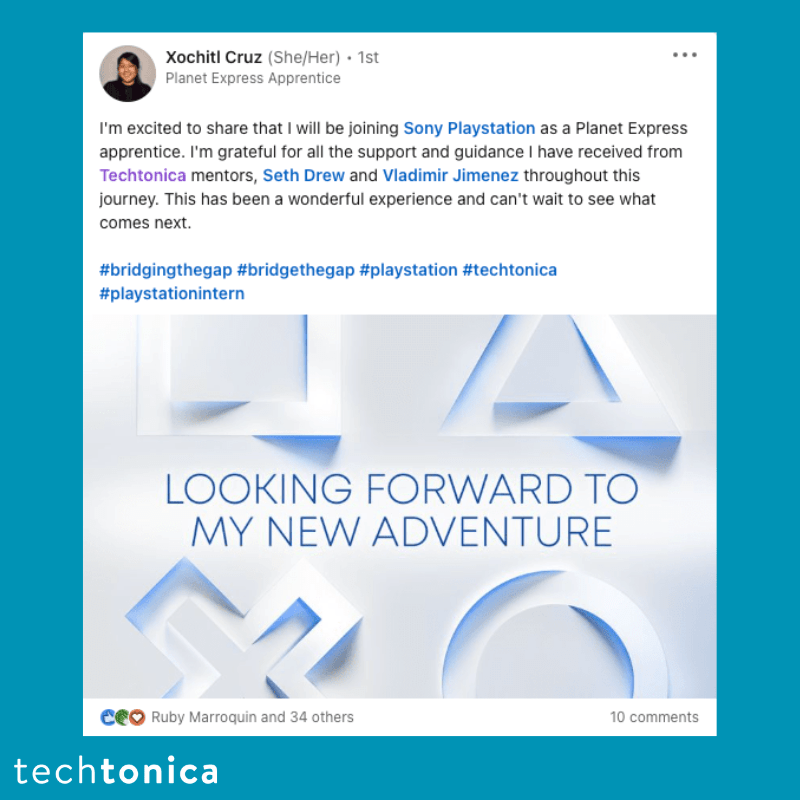 Xochitl Cruz (She/Her) • 1st
Planet Express Apprentice
I'm excited to share that I will be joining Sony Playstation as a Planet Express
apprentice. I'm grateful for all the support and guidance I have received from
Techtonica mentors, Seth Drew and Vladimir Jimenez throughout this
journey. This has been a wonderful experience and can't wait to see what
comes next.
#bridgingthegap #bridgethegap #playstation #techtonica
#playstationintern
LOOKING FORWARD TO
MY NEW ADVENTURE
Ruby Marroquin and 34 others
10 comments
techtonica